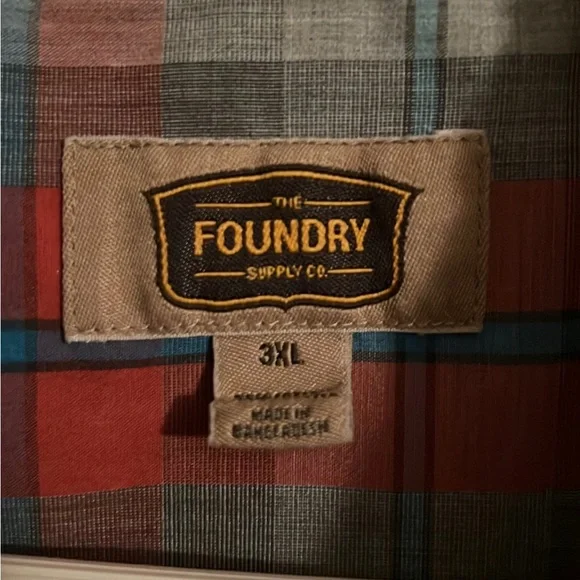 THE
FOUNDRY
SUPPLY CO.
3XL
MADE IN
BANGLADESH